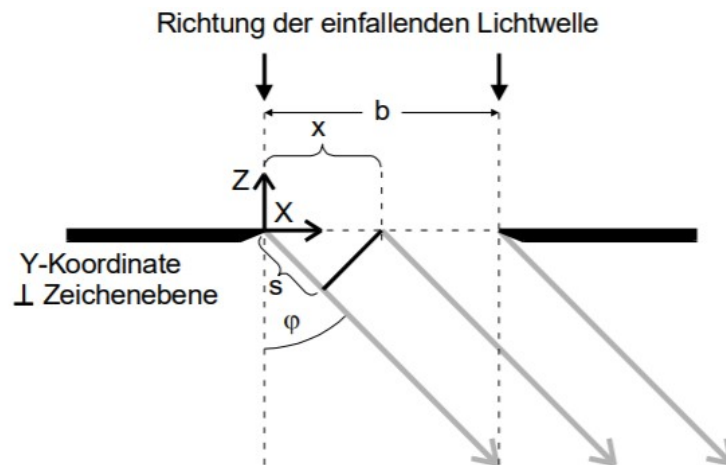 Richtung der einfallenden Lichtwelle
b
x
Z
X
Y-Koordinate
⊥ Zeichenebene
s
φ